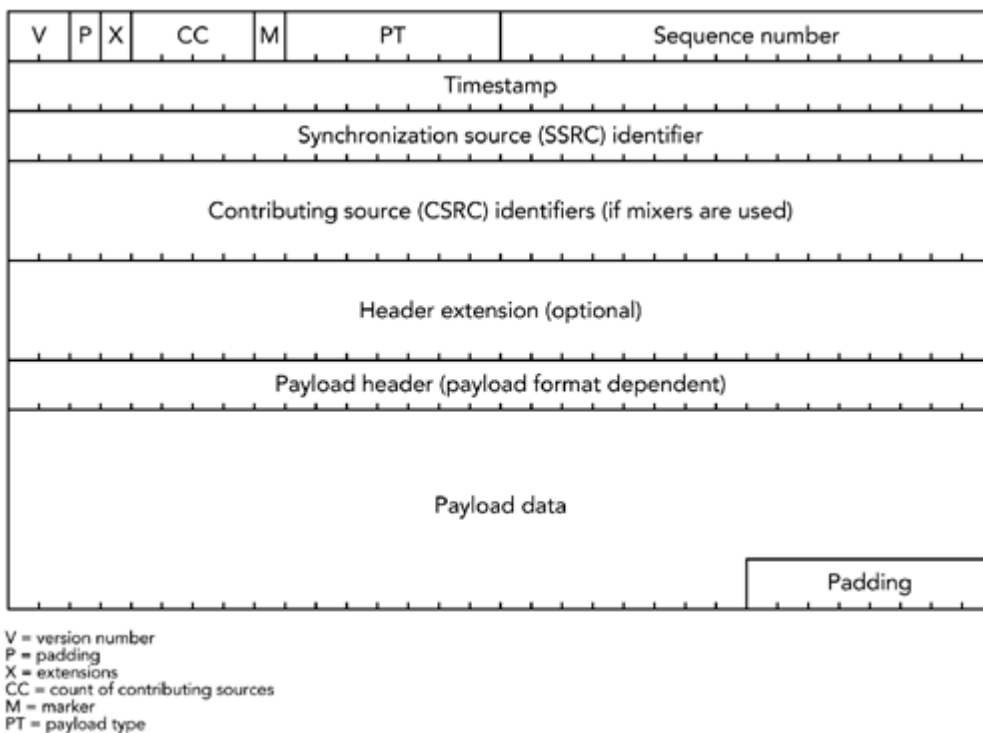 V P X CC M PT Sequence number
Timestamp
Synchronization source (SSRC) identifier
Contributing source (CSRC) identifiers (if mixers are used)
Header extension (optional)
Payload header (payload format dependent)
Payload data
Padding
V = version number
P = padding
X = extensions
CC = count of contributing sources
M = marker
PT = payload type